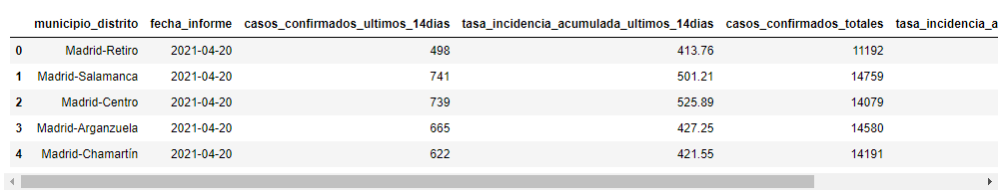 municipio_distrito fecha_informe casos_confirmados_ultimos_14dias tasa_incidencia_acumulada_ultimos_14dias casos_confirmados_totales tasa_incidencia_a
0 Madrid-Retiro 2021-04-20 498 413.76 11192
1 Madrid-Salamanca 2021-04-20 741 501.21 14759
2 Madrid-Centro 2021-04-20 739 525.89 14079
3 Madrid-Arganzuela 2021-04-20 665 427.25 14580
4 Madrid-Chamartín 2021-04-20 622 421.55 14191